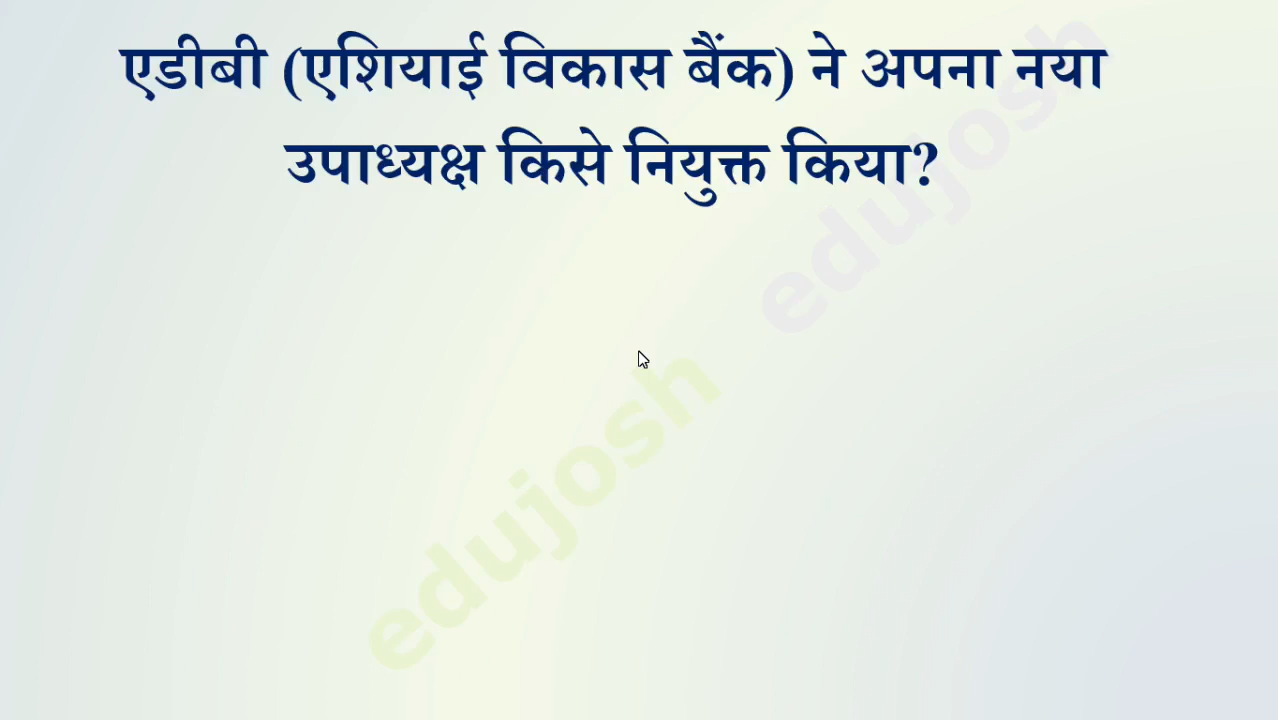 एडीबी (एशियाई विकास बैंक) ने अपना नया
उपाध्यक्ष किसे नियुक्त किया?
edujosh
edujosh